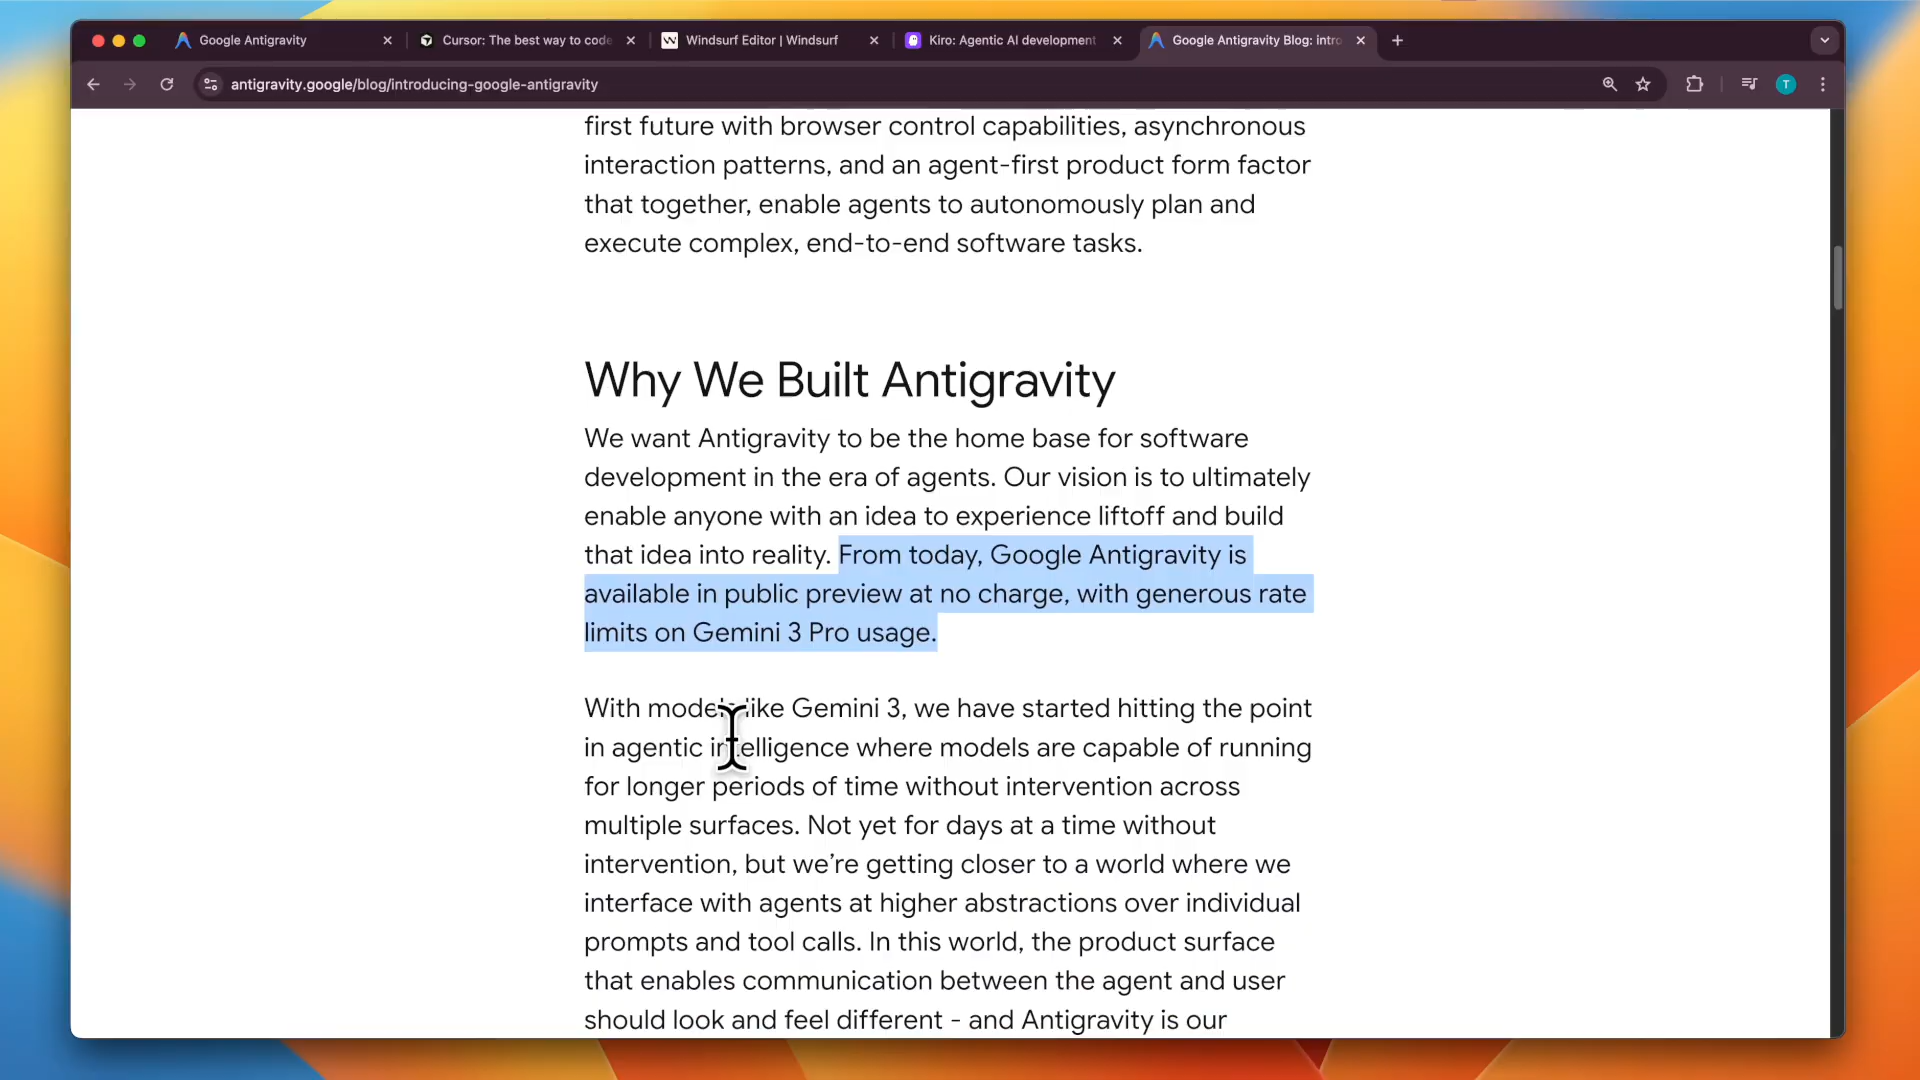 Google Antigravity
Cursor: The best way to code
Windsurf Editor | Windsurf
Kiro: Agentic AI development
Google Antigravity Blog: intro
antigravity.google/blog/introducing-google-antigravity
T
first future with browser control capabilities, asynchronous
interaction patterns, and an agent-first product form factor
that together, enable agents to autonomously plan and
execute complex, end-to-end software tasks.
Why We Built Antigravity
We want Antigravity to be the home base for software
development in the era of agents. Our vision is to ultimately
enable anyone with an idea to experience liftoff and build
that idea into reality. From today, Google Antigravity is
available in public preview at no charge, with generous rate
limits on Gemini 3 Pro usage.
With models like Gemini 3, we have started hitting the point
in agentic intelligence where models are capable of running
for longer periods of time without intervention across
multiple surfaces. Not yet for days at a time without
intervention, but we’re getting closer to a world where we
interface with agents at higher abstractions over individual
prompts and tool calls. In this world, the product surface
that enables communication between the agent and user
should look and feel different - and Antigravity is our